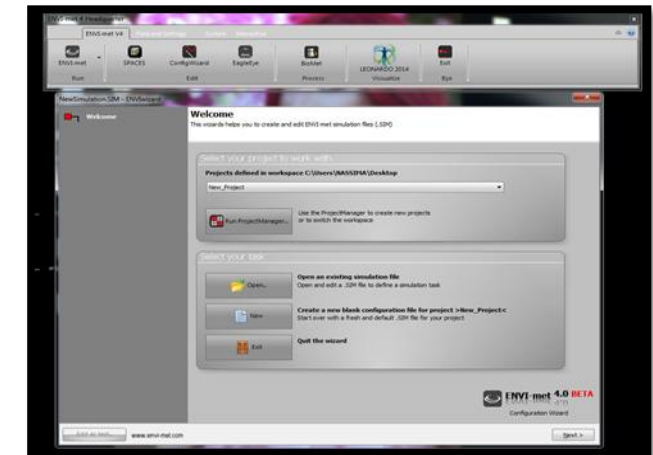 ENVI-met 4 Headquarter
ENVI-met V4
System
ENVI-met
SPACES
ConfigWizard
EagleEye
BioMet
LEONARDO 2014
Exit
Run
Edit
Process
Visualize
Bye
NewSimulation.SIM - ENVIwizard
Welcome
Welcome
This wizards helps you to create and edit ENVI-met simulation files (.SIM)
Select your project to work with
Projects defined in workspace C:\Users\NASSIMA\Desktop
New_Project
Run ProjectManager...
Use the ProjectManager to create new projects
or to switch the workspace
Select your task
Open...
Open an existing simulation file
Open and edit a .SIM file to define a simulation task
New
Create a new blank configuration file for project >New_Project<
Start over with a fresh and default .SIM file for your project
Exit
Quit the wizard
ENVI-met 4.0 BETA
Configuration Wizard
www.envi-met.com
Next >